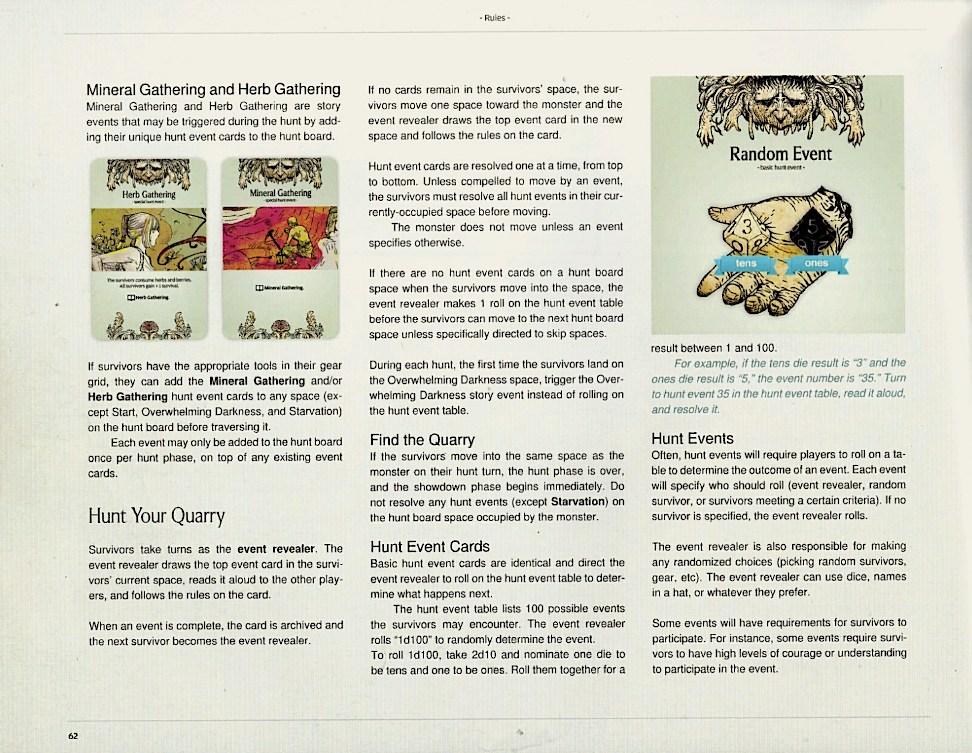 - Rules -
Mineral Gathering and Herb Gathering
Mineral Gathering and Herb Gathering are story
events that may be triggered during the hunt by add-
ing their unique hunt event cards to the hunt board.
Herb Gathering
- special hunt event -
The survivors consume herbs and berries.
All survivors gain +1 survival.
Herb Gathering.
Mineral Gathering
- special hunt event -
Mineral Gathering.
If survivors have the appropriate tools in their gear
grid, they can add the Mineral Gathering and/or
Herb Gathering hunt event cards to any space (ex-
cept Start, Overwhelming Darkness, and Starvation)
on the hunt board before traversing it.
Each event may only be added to the hunt board
once per hunt phase, on top of any existing event
cards.
Hunt Your Quarry
Survivors take turns as the event revealer. The
event revealer draws the top event card in the survi-
vors' current space, reads it aloud to the other play-
ers, and follows the rules on the card.
When an event is complete, the card is archived and
the next survivor becomes the event revealer.
If no cards remain in the survivors' space, the sur-
vivors move one space toward the monster and the
event revealer draws the top event card in the new
space and follows the rules on the card.
Hunt event cards are resolved one at a time, from top
to bottom. Unless compelled to move by an event,
the survivors must resolve all hunt events in their cur-
rently-occupied space before moving.
The monster does not move unless an event
specifies otherwise.
If there are no hunt event cards on a hunt board
space when the survivors move into the space, the
event revealer makes 1 roll on the hunt event table
before the survivors can move to the next hunt board
space unless specifically directed to skip spaces.
During each hunt, the first time the survivors land on
the Overwhelming Darkness space, trigger the Over-
whelming Darkness story event instead of rolling on
the hunt event table.
Find the Quarry
If the survivors move into the same space as the
monster on their hunt turn, the hunt phase is over,
and the showdown phase begins immediately. Do
not resolve any hunt events (except Starvation) on
the hunt board space occupied by the monster.
Hunt Event Cards
Basic hunt event cards are identical and direct the
event revealer to roll on the hunt event table to deter-
mine what happens next.
The hunt event table lists 100 possible events
the survivors may encounter. The event revealer
rolls "1d100" to randomly determine the event.
To roll 1d100, take 2d10 and nominate one die to
be tens and one to be ones. Roll them together for a
Random Event
- basic hunt event -
3
5
tens
ones
result between 1 and 100.
For example, if the tens die result is "3" and the
ones die result is "5," the event number is "35." Turn
to hunt event 35 in the hunt event table, read it aloud,
and resolve it.
Hunt Events
Often, hunt events will require players to roll on a ta-
ble to determine the outcome of an event. Each event
will specify who should roll (event revealer, random
survivor, or survivors meeting a certain criteria). If no
survivor is specified, the event revealer rolls.
The event revealer is also responsible for making
any randomized choices (picking random survivors,
gear, etc). The event revealer can use dice, names
in a hat, or whatever they prefer.
Some events will have requirements for survivors to
participate. For instance, some events require survi-
vors to have high levels of courage or understanding
to participate in the event.
62